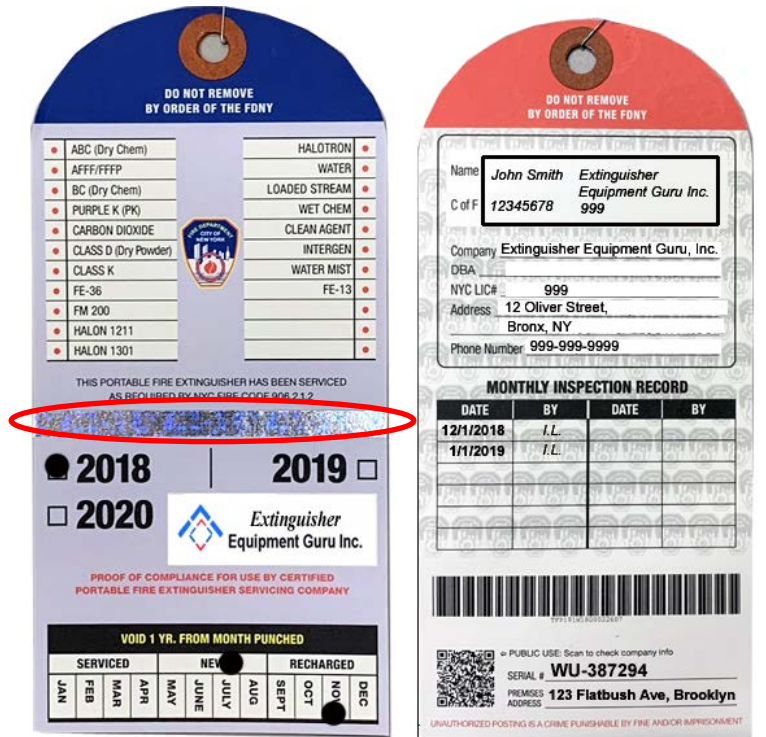 DO NOT REMOVE
BY ORDER OF THE FDNY
ABC (Dry Chem)
HALOTRON
AFFF/FFFP
WATER
BC (Dry Chem)
LOADED STREAM
PURPLE K (PK)
WET CHEM
CARBON DIOXIDE
CLEAN AGENT
CLASS D (Dry Powder)
INTERGEN
CLASS K
WATER MIST
FE-36
FE-13
FM 200
HALON 1211
HALON 1301
FIRE DEPARTMENT
CITY OF
NEW YORK
THIS PORTABLE FIRE EXTINGUISHER HAS BEEN SERVICED
AS REQUIRED BY NYC FIRE CODE 906.2.1.2
2018
2019
2020
Extinguisher
Equipment Guru Inc.
PROOF OF COMPLIANCE FOR USE BY CERTIFIED
PORTABLE FIRE EXTINGUISHER SERVICING COMPANY
VOID 1 YR. FROM MONTH PUNCHED
SERVICED NEW RECHARGED
JAN FEB MAR APR MAY JUNE JULY AUG SEPT OCT NOV DEC
DO NOT REMOVE
BY ORDER OF THE FDNY
Name John Smith Extinguisher
Equipment Guru Inc.
C of F 12345678 999
Company Extinguisher Equipment Guru, Inc.
DBA
NYC LIC# 999
Address 12 Oliver Street,
Bronx, NY
Phone Number 999-999-9999
MONTHLY INSPECTION RECORD
DATE BY DATE BY
12/1/2018 I.L.
1/1/2019 I.L.
PUBLIC USE: Scan to check company info
SERIAL # WU-387294
PREMISES ADDRESS 123 Flatbush Ave, Brooklyn
UNAUTHORIZED POSTING IS A CRIME PUNISHABLE BY FINE AND/OR IMPRISONMENT